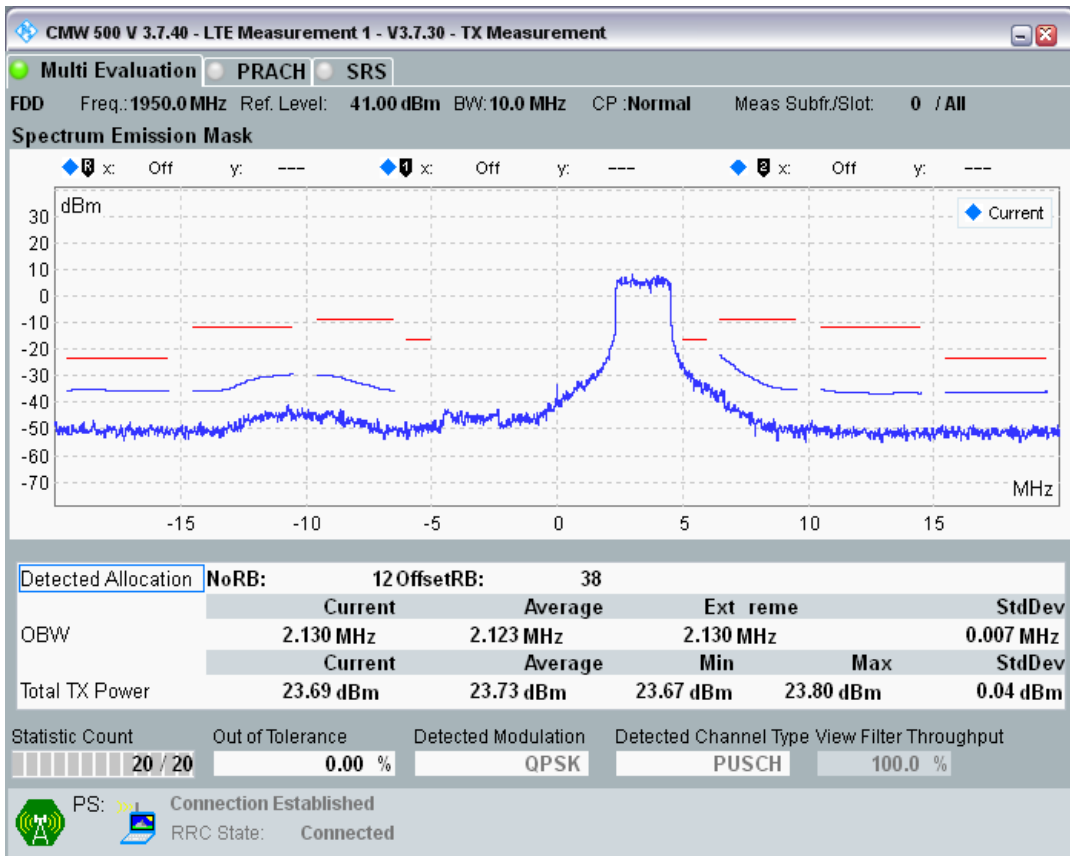 CMW 500 V 3.7.40 - LTE Measurement 1 - V3.7.30 - TX Measurement
Multi Evaluation PRACH SRS
FDD Freq.: 1950.0 MHz Ref. Level: 41.00 dBm BW: 10.0 MHz CP : Normal Meas Subfr./Slot: 0 / All
Spectrum Emission Mask
R x: Off y: --- 1 x: Off y: --- 2 x: Off y: ---
dBm
Current
30
20
10
0
-10
-20
-30
-40
-50
-60
-70
MHz
-15 -10 -5 0 5 10 15
Detected Allocation NoRB: 12 OffsetRB: 38
Current Average Ext reme StdDev
OBW 2.130 MHz 2.123 MHz 2.130 MHz 0.007 MHz
Current Average Min Max StdDev
Total TX Power 23.69 dBm 23.73 dBm 23.67 dBm 23.80 dBm 0.04 dBm
Statistic Count Out of Tolerance Detected Modulation Detected Channel Type View Filter Throughput
20 / 20 0.00 % QPSK PUSCH 100.0 %
PS: Connection Established
RRC State: Connected